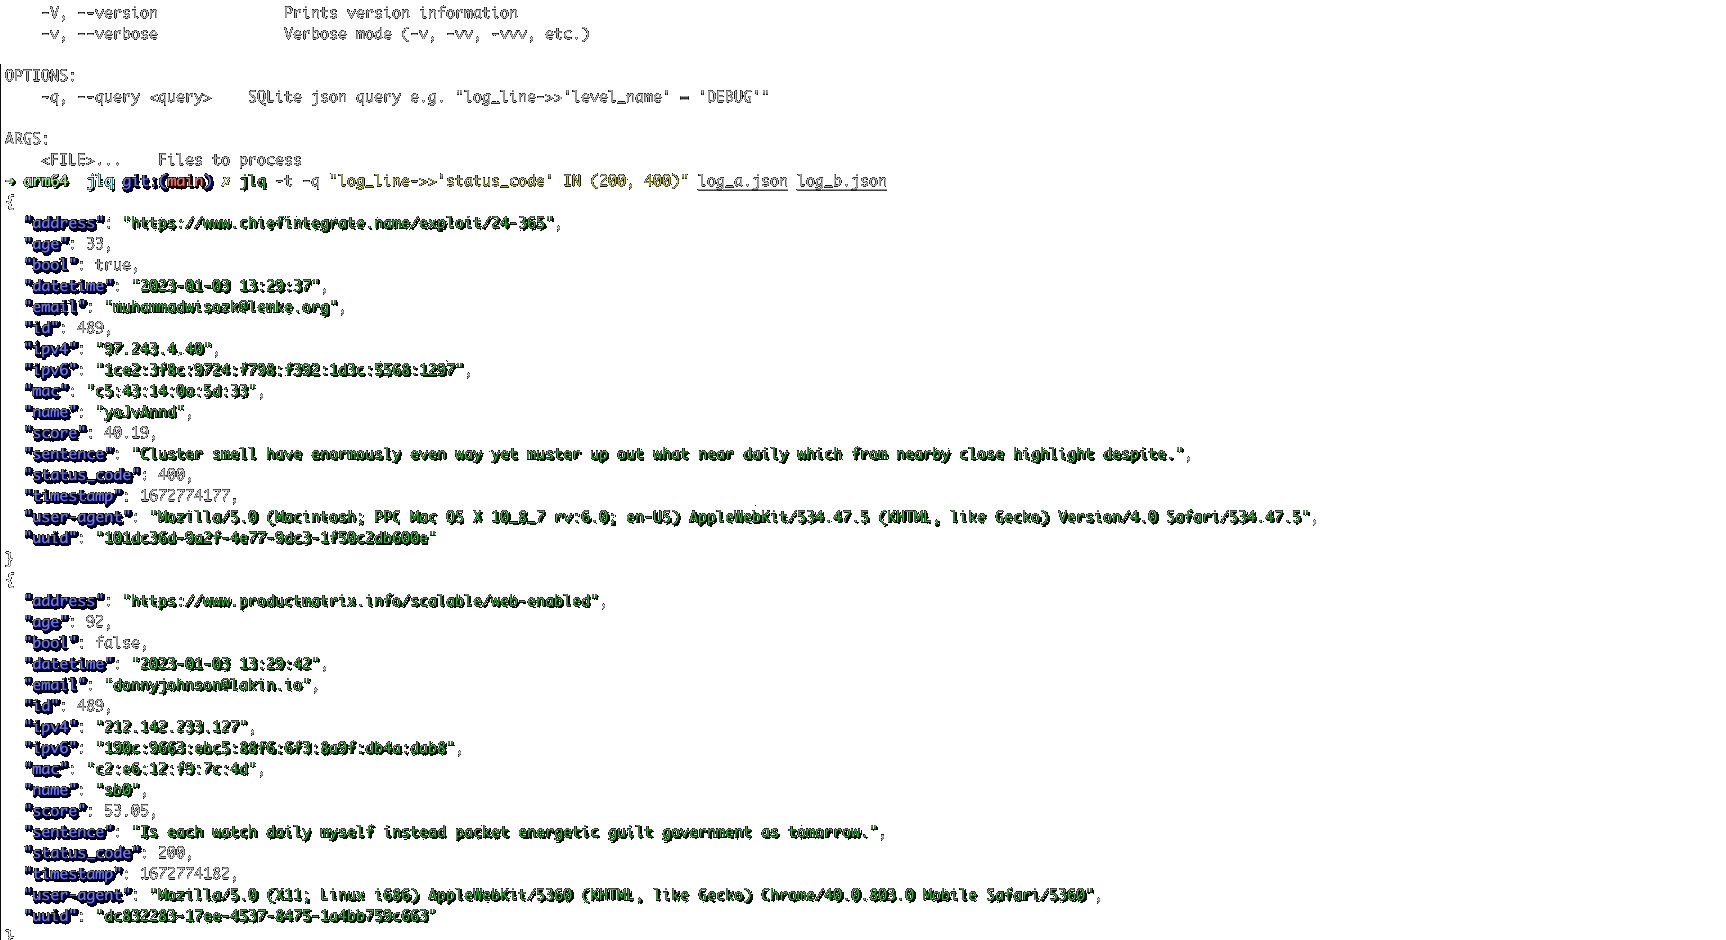 -V, --version              Prints version information
-v, --verbose              Verbose mode (-v, -vv, -vvv, etc.)
OPTIONS:
-q, --query <query>    SQLite json query e.g. "log_line->>'level_name' = 'DEBUG'"
ARGS:
<FILE>...    Files to process
→ arm64 jlq git:(main) ✗ jlq -t -q "log_line->>'status_code' IN (200, 400)" log_a.json log_b.json
{
"address": "https://www.chiefintegrate.name/exploit/24-365",
"age": 33,
"bool": true,
"datetime": "2023-01-03 13:29:37",
"email": "muhammadwisozk@lemke.org",
"id": 489,
"ipv4": "97.243.4.40",
"ipv6": "1ce2:3f8c:9724:f798:f392:1d3c:5568:1297",
"mac": "c5:43:14:0a:5d:33",
"name": "yoJvAnnd",
"score": 40.19,
"sentence": "Cluster smell have enormously even way yet muster up out what near daily which from nearby close highlight despite.",
"status_code": 400,
"timestamp": 1672774177,
"user-agent": "Mozilla/5.0 (Macintosh; PPC Mac OS X 10_8_7 rv:6.0; en-US) AppleWebKit/534.47.5 (KHTML, like Gecko) Version/4.0 Safari/534.47.5",
"uuid": "101dc36d-9a2f-4e77-9dc3-1f58c2db600e"
}
{
"address": "https://www.productmatrix.info/scalable/web-enabled",
"age": 92,
"bool": false,
"datetime": "2023-01-03 13:29:42",
"email": "donnyjohnson@lakin.io",
"id": 489,
"ipv4": "212.142.233.127",
"ipv6": "190c:9663:ebc5:88f6:6f3:8a9f:db4a:dab8",
"mac": "c2:e6:12:f9:7c:4d",
"name": "sb0",
"score": 53.05,
"sentence": "Is each watch daily myself instead packet energetic guilt government as tomorrow.",
"status_code": 200,
"timestamp": 1672774182,
"user-agent": "Mozilla/5.0 (X11; Linux i686) AppleWebKit/5360 (KHTML, like Gecko) Chrome/40.0.803.0 Mobile Safari/5360",
"uuid": "dc832283-17ee-4537-8475-1a4bb759c663"
}